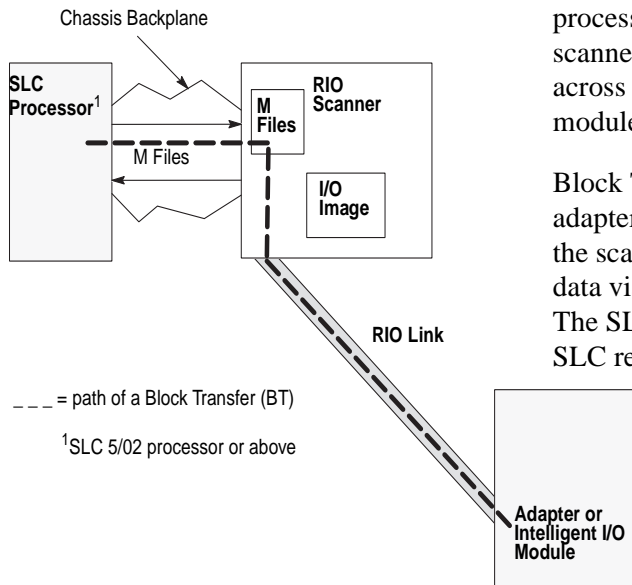 Chassis Backplane
SLC
Processor1
RIO
Scanner
M
Files
M Files
I/O
Image
RIO Link
_ _ _ = path of a Block Transfer (BT)
1SLC 5/02 processor or above
Adapter or
Intelligent I/O
Module
process
scanne
across
module
Block T
adapter
the sca
data vi
The SL
SLC re